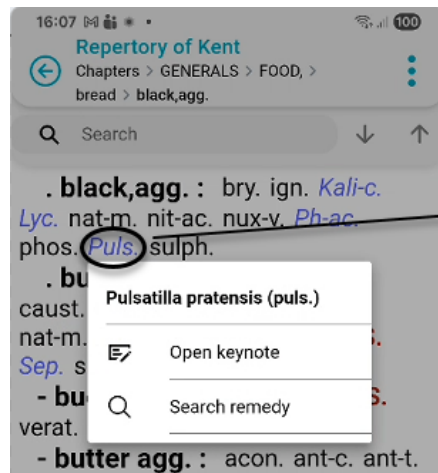 16:07
100
Repertory of Kent
Chapters > GENERALS > FOOD, >
bread > black,agg.
Search
. black,agg. : bry. ign. Kali-c.
Lyc. nat-m. nit-ac. nux-v. Ph-ac.
phos. Puls. sulph.
. bu
caust.
nat-m. s.
Sep. s
- bu s.
verat.
- butter agg. : acon. ant-c. ant-t.
Pulsatilla pratensis (puls.)
Open keynote
Search remedy